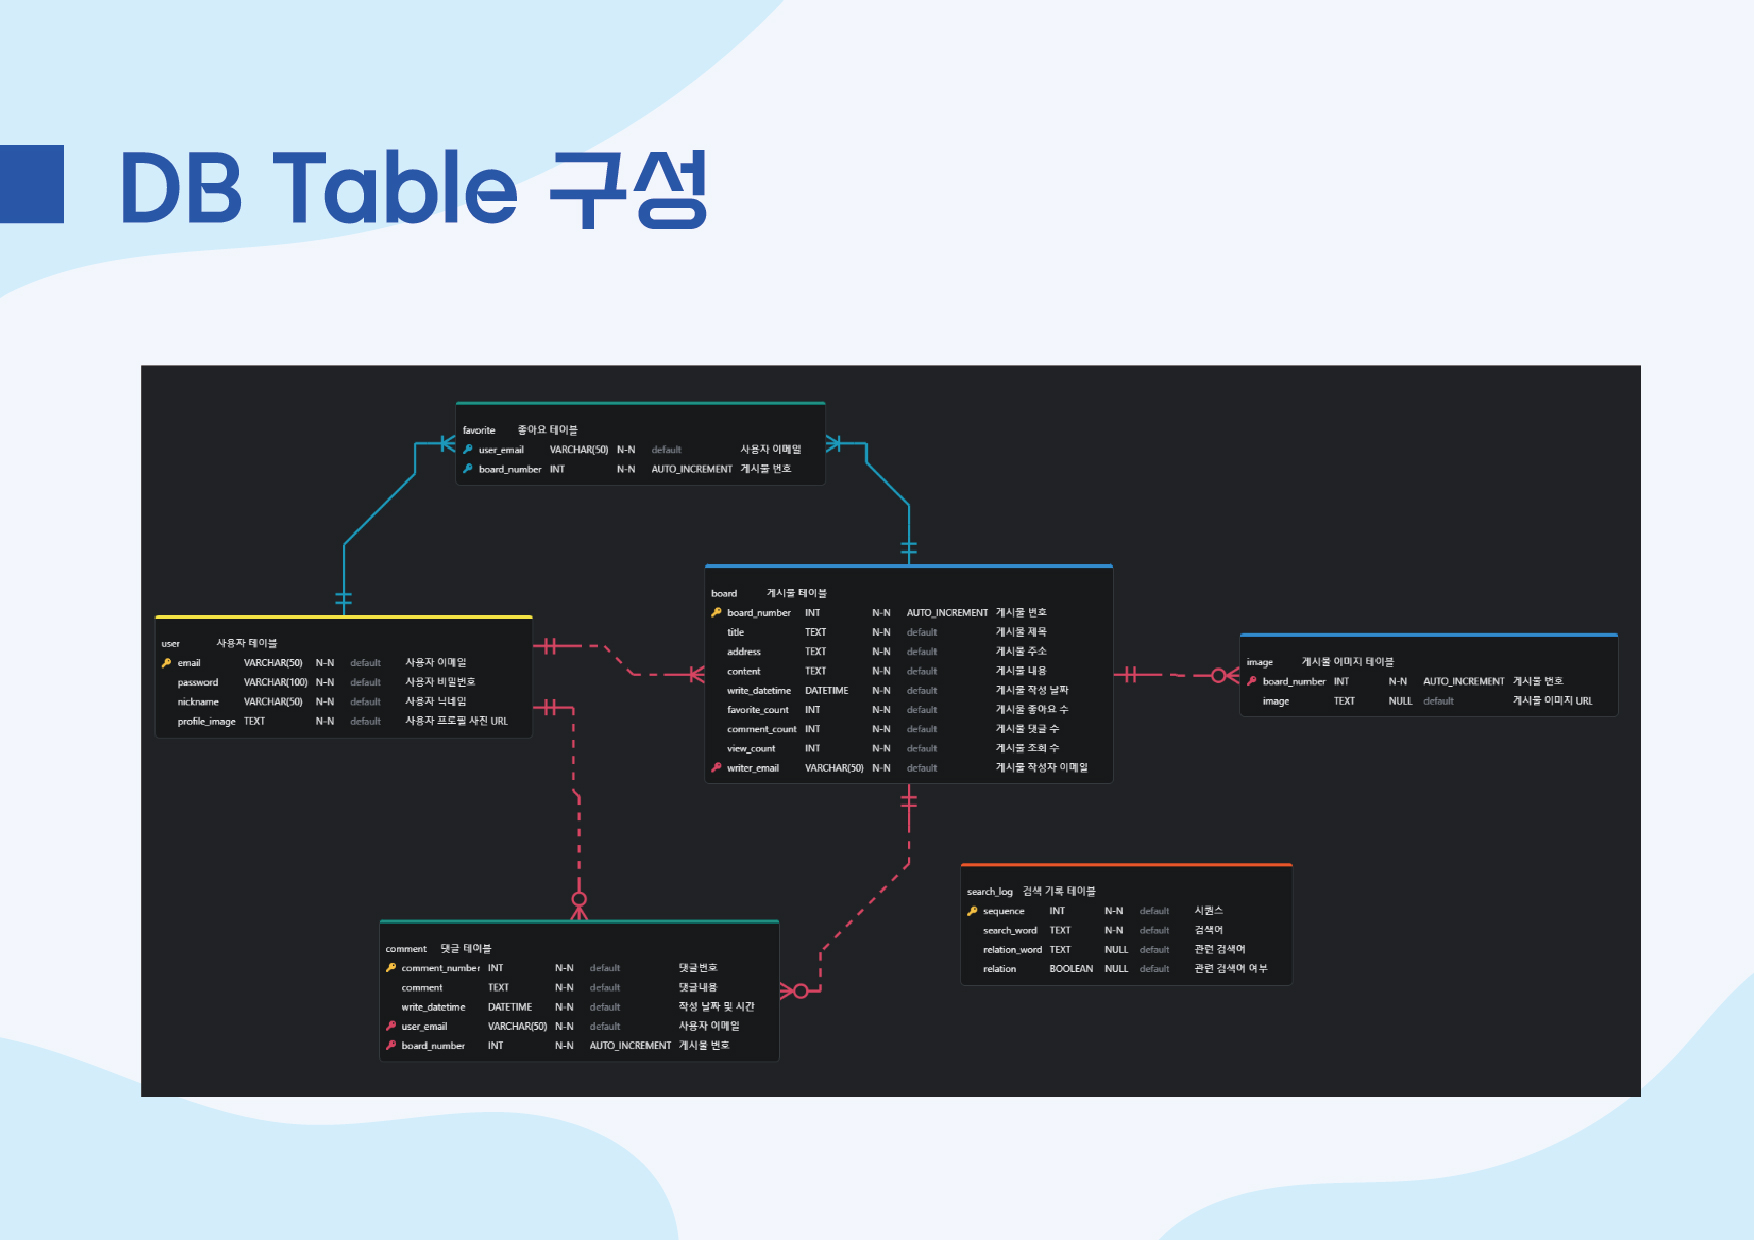 DB Table 구성
favorite 좋아요 테이블
user_email VARCHAR(50) N-N default 사용자 이메일
board_number INT N-N AUTO_INCREMENT 게시물 번호
user 사용자 테이블
email VARCHAR(50) N-N default 사용자 이메일
password VARCHAR(100) N-N default 사용자 비밀번호
nickname VARCHAR(50) N-N default 사용자 닉네임
profile_image TEXT N-N default 사용자 프로필 사진 URL
board 게시물 테이블
board_number INT N-N AUTO_INCREMENT 게시물 번호
title TEXT N-N default 게시물 제목
address TEXT N-N default 게시물 주소
content TEXT N-N default 게시물 내용
write_datetime DATETIME N-N default 게시물 작성 날짜
favorite_count INT N-N default 게시물 좋아요 수
comment_count INT N-N default 게시물 댓글 수
view_count INT N-N default 게시물 조회 수
writer_email VARCHAR(50) N-N default 게시물 작성자 이메일
image 게시물 이미지 테이블
board_number INT N-N AUTO_INCREMENT 게시물 번호
image TEXT NULL default 게시물 이미지 URL
comment 댓글 테이블
comment_number INT N-N default 댓글번호
comment TEXT N-N default 댓글내용
write_datetime DATETIME N-N default 작성 날짜 및 시간
user_email VARCHAR(50) N-N default 사용자 이메일
board_number INT N-N AUTO_INCREMENT 게시물 번호
search_log 검색 기록 테이블
sequence INT N-N default 시퀀스
search_word TEXT N-N default 검색어
relation_word TEXT NULL default 관련 검색어
relation BOOLEAN NULL default 관련 검색어 여부